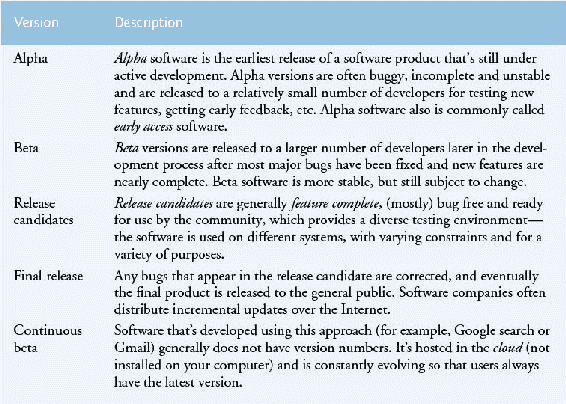 Version Description
Alpha Alpha software is the earliest release of a software product that's still under
active development. Alpha versions are often buggy, incomplete and unstable
and are released to a relatively small number of developers for testing new
features, getting early feedback, etc. Alpha software also is commonly called
early access software.
Beta Beta versions are released to a larger number of developers later in the devel-
opment process after most major bugs have been fixed and new features are
nearly complete. Beta software is more stable, but still subject to change.
Release Release candidates are generally feature complete, (mostly) bug free and ready
candidates for use by the community, which provides a diverse testing environment—
the software is used on different systems, with varying constraints and for a
variety of purposes.
Final release Any bugs that appear in the release candidate are corrected, and eventually
the final product is released to the general public. Software companies often
distribute incremental updates over the Internet.
Continuous Software that's developed using this approach (for example, Google search or
beta Gmail) generally does not have version numbers. It's hosted in the cloud (not
installed on your computer) and is constantly evolving so that users always
have the latest version.